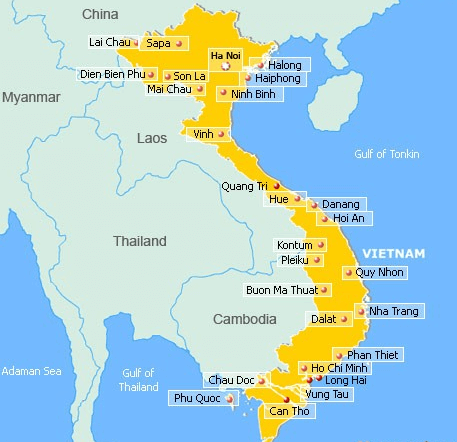 China
Lai Chau
Sapa
Ha Noi
Halong
Dien Bien Phu
Son La
Haiphong
Mai Chau
Ninh Binh
Myanmar
Laos
Vinh
Gulf of Tonkin
Quang Tri
Hue
Danang
Hoi An
Thailand
Kontum
VIETNAM
Pleiku
Quy Nhon
Buon Ma Thuat
Nha Trang
Cambodia
Dalat
Phan Thiet
Ho Chi Minh
Adaman Sea
Gulf of
Thailand
Chau Doc
Long Hai
Vung Tau
Phu Quoc
Can Tho